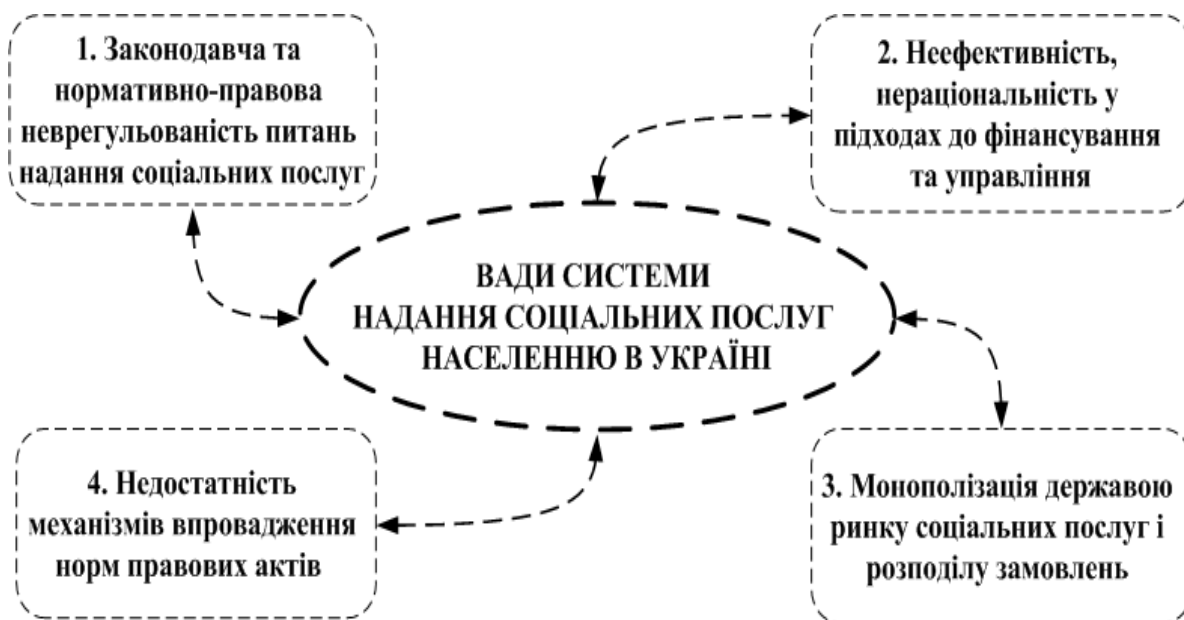 1. Законодавча та
нормативно-правова
неврегульованість питань
надання соціальних послуг
2. Неефективність,
нераціональність у
підходах до фінансування
та управління
ВАДИ СИСТЕМИ
НАДАННЯ СОЦІАЛЬНИХ ПОСЛУГ
НАСЕЛЕННЮ В УКРАЇНІ
4. Недостатність
механізмів впровадження
норм правових актів
3. Монополізація державою
ринку соціальних послуг і
розподілу замовлень